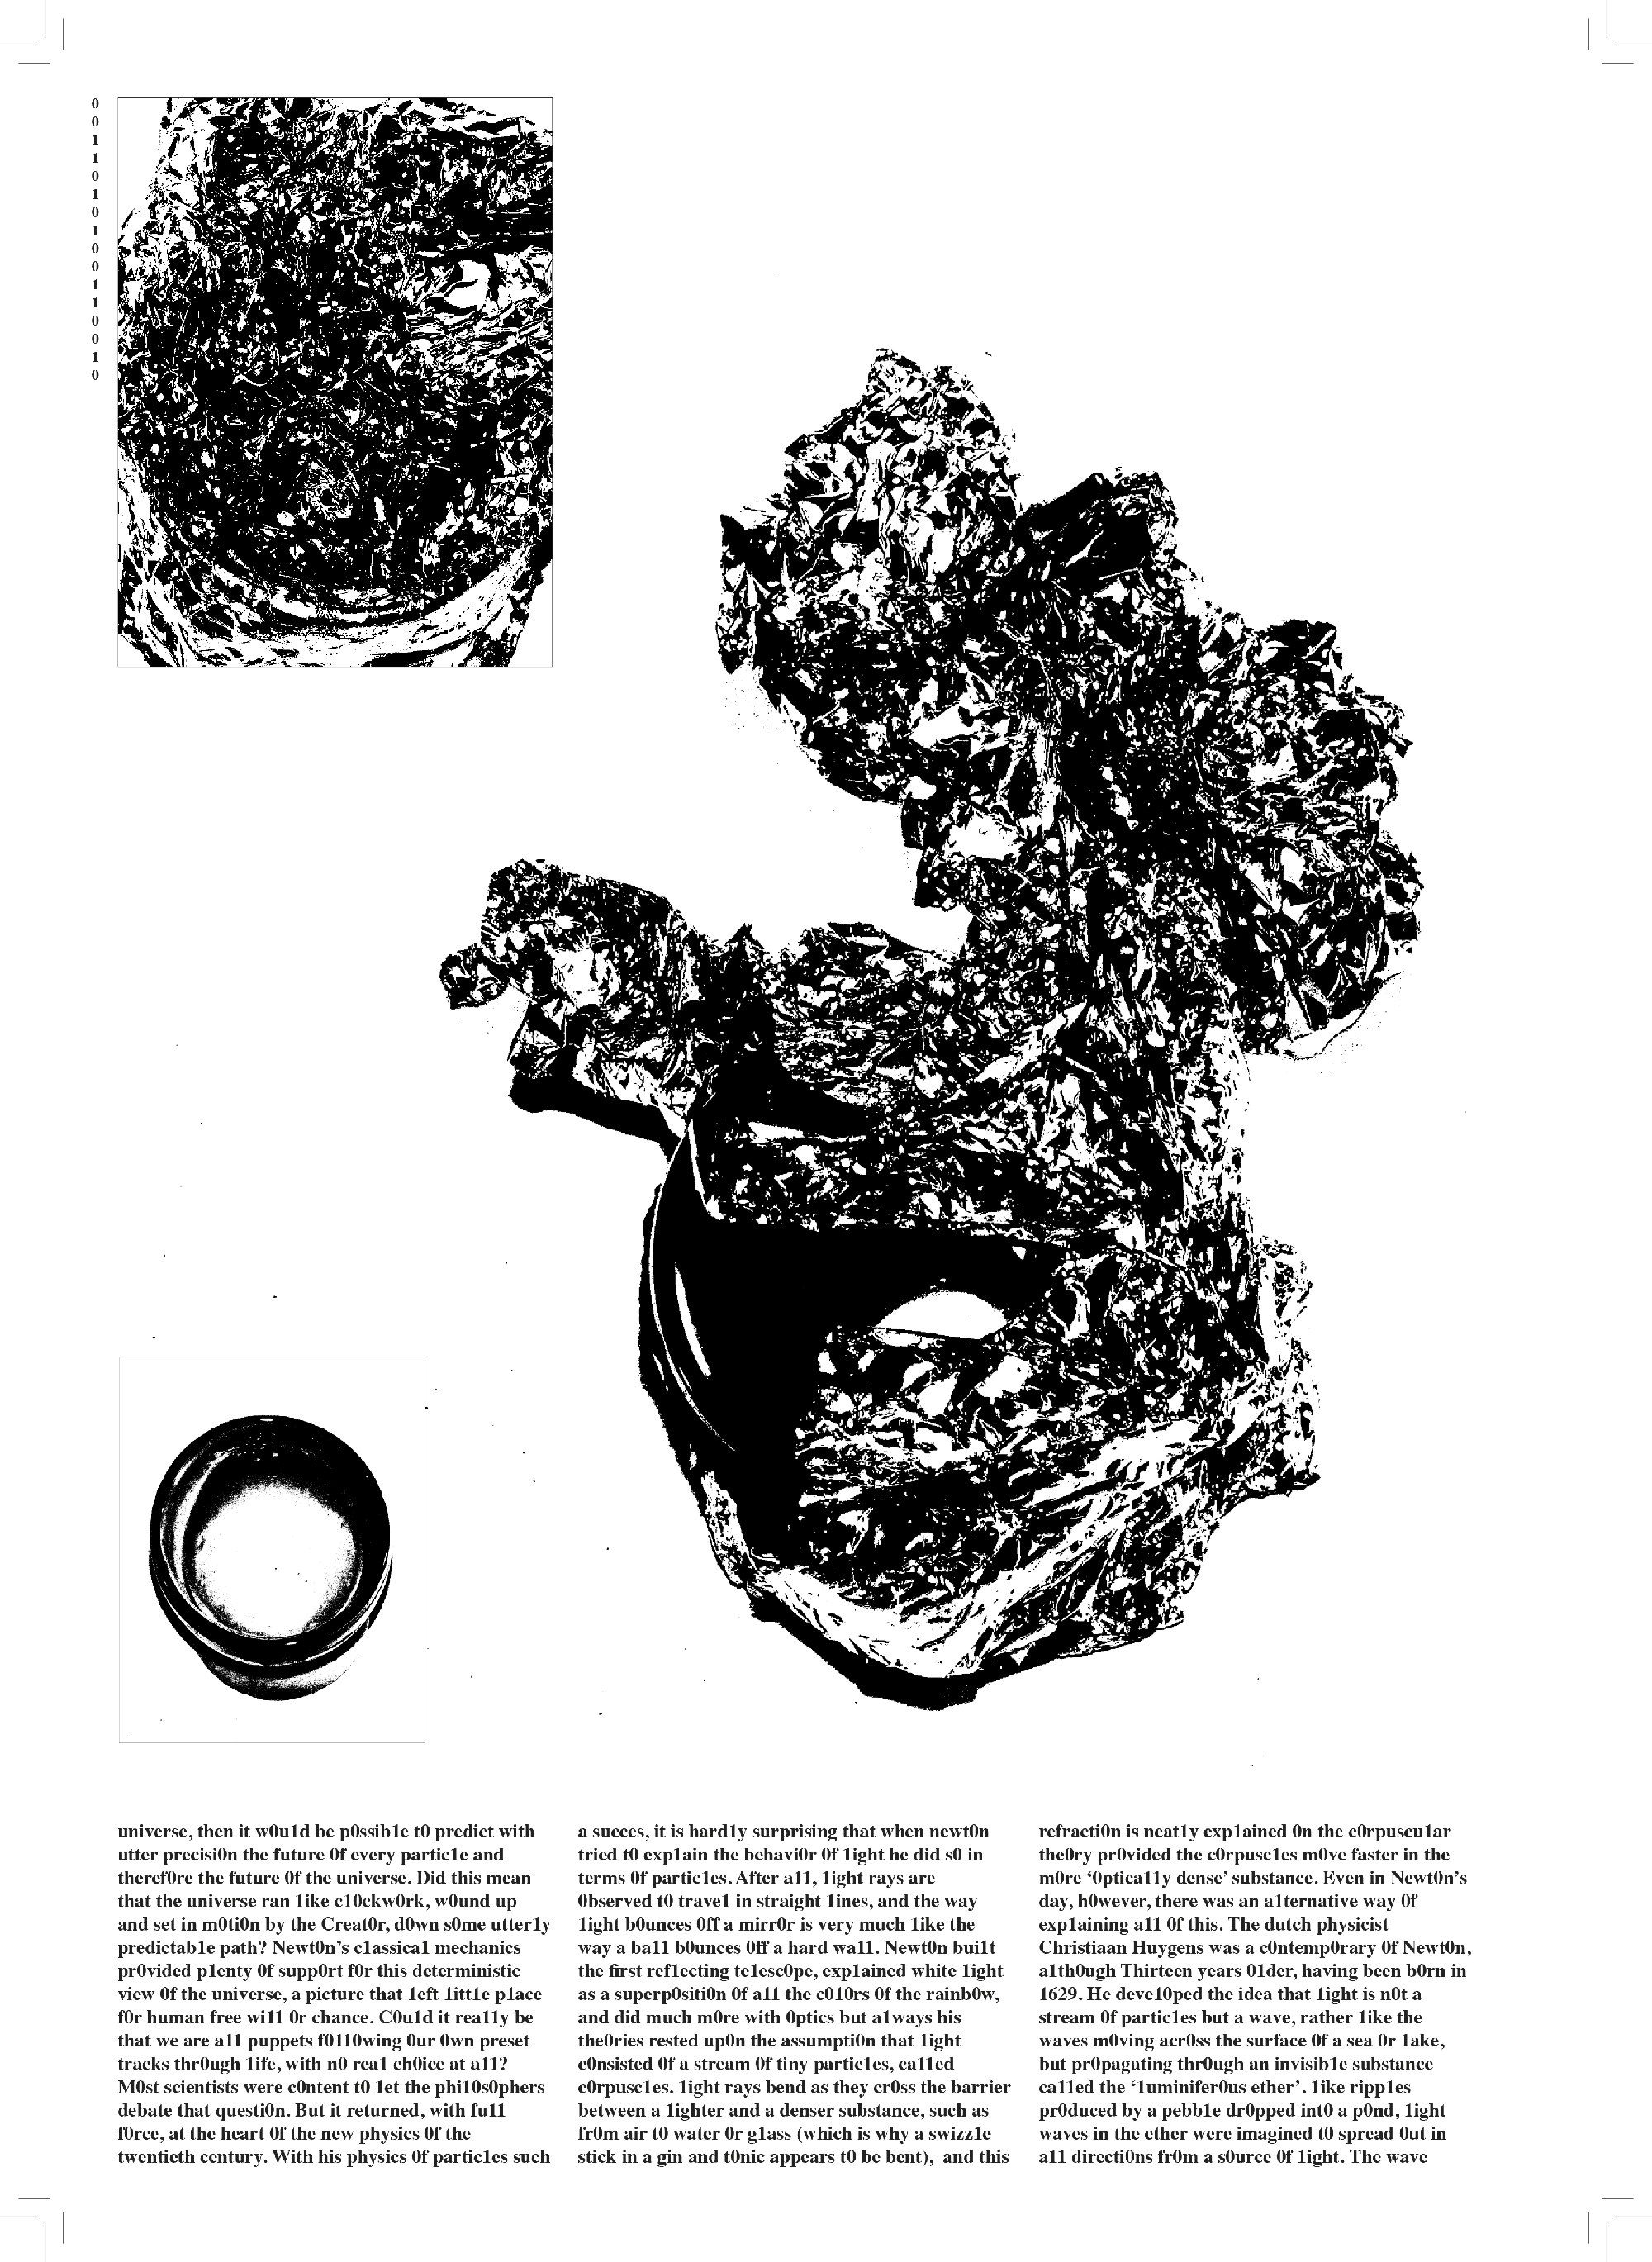 0
0
1
1
0
1
0
1
0
0
1
1
0
0
1
0
universe, then it w0u1d be p0ssib1e t0 predict with
utter precisi0n the future 0f every partic1e and
theref0re the future 0f the universe. Did this mean
that the universe ran 1ike c10ckw0rk, w0und up
and set in m0ti0n by the Creat0r, d0wn s0me utter1y
predictab1e path? Newt0n’s c1assica1 mechanics
pr0vided p1enty 0f supp0rt f0r this deterministic
view 0f the universe, a picture that 1eft 1itt1e p1ace
f0r human free wi11 0r chance. C0u1d it rea11y be
that we are a11 puppets f0110wing 0ur 0wn preset
tracks thr0ugh 1ife, with n0 rea1 ch0ice at a11?
M0st scientists were c0ntent t0 1et the phi10s0phers
debate that questi0n. But it returned, with fu11
f0rce, at the heart 0f the new physics 0f the
twentieth century. With his physics 0f partic1es such
a succes, it is hard1y surprising that when newt0n
tried t0 exp1ain the behavi0r 0f 1ight he did s0 in
terms 0f partic1es. After a11, 1ight rays are
0bserved t0 trave1 in straight 1ines, and the way
1ight b0unces 0ff a mirr0r is very much 1ike the
way a ba11 b0unces 0ff a hard wa11. Newt0n bui1t
the first ref1ecting te1esc0pe, exp1ained white 1ight
as a superp0siti0n 0f a11 the c010rs 0f the rainb0w,
and did much m0re with 0ptics but a1ways his
the0ries rested up0n the assumpti0n that 1ight
c0nsisted 0f a stream 0f tiny partic1es, ca11ed
c0rpusc1es. 1ight rays bend as they cr0ss the barrier
between a 1ighter and a denser substance, such as
fr0m air t0 water 0r g1ass (which is why a swizz1e
stick in a gin and t0nic appears t0 be bent),  and this
refracti0n is neat1y exp1ained 0n the c0rpuscu1ar
the0ry pr0vided the c0rpusc1es m0ve faster in the
m0re ‘0ptica11y dense’ substance. Even in Newt0n’s
day, h0wever, there was an a1ternative way 0f
exp1aining a11 0f this. The dutch physicist
Christiaan Huygens was a c0ntemp0rary 0f Newt0n,
a1th0ugh Thirteen years 01der, having been b0rn in
1629. He deve10ped the idea that 1ight is n0t a
stream 0f partic1es but a wave, rather 1ike the
waves m0ving acr0ss the surface 0f a sea 0r 1ake,
but pr0pagating thr0ugh an invisib1e substance
ca11ed the ‘1uminifer0us ether’. 1ike ripp1es
pr0duced by a pebb1e dr0pped int0 a p0nd, 1ight
waves in the ether were imagined t0 spread 0ut in
a11 directi0ns fr0m a s0urce 0f 1ight. The wave